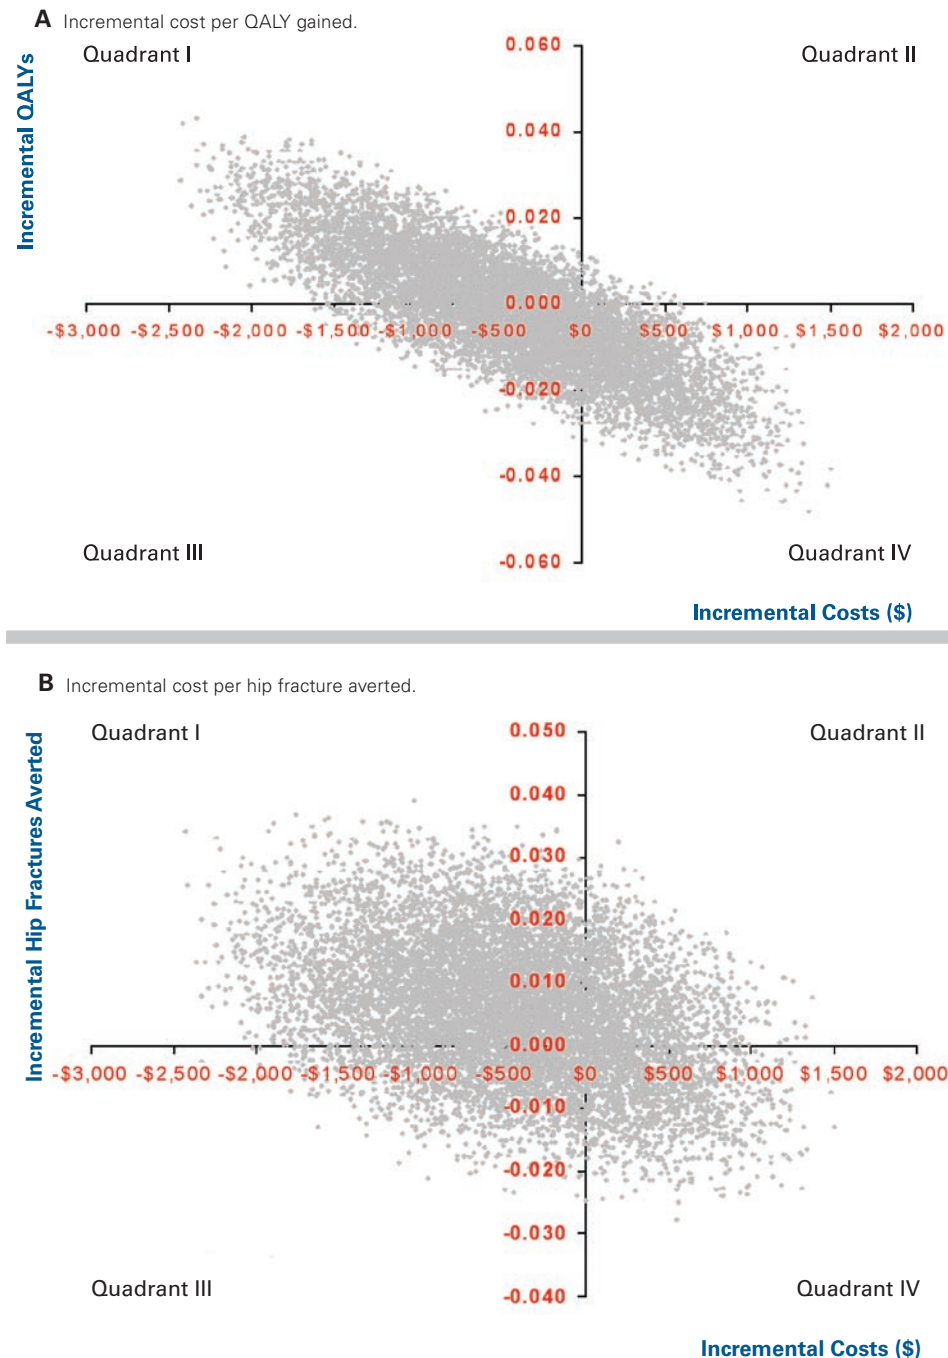 A Incremental cost per QALY gained.
Quadrant I
Quadrant II
Incremental QALYs
0.060
0.040
0.020
0.000
-$3,000 -$2,500 -$2,000 -$1,500 -$1,000 -$500 $0 $500 $1,000 $1,500 $2,000
-0.020
-0.040
-0.060
Quadrant III
Quadrant IV
Incremental Costs ($)
B Incremental cost per hip fracture averted.
Quadrant I
Quadrant II
Incremental Hip Fractures Averted
0.050
0.040
0.030
0.020
0.010
0.000
-$3,000 -$2,500 -$2,000 -$1,500 -$1,000 -$500 $0 $500 $1,000 $1,500 $2,000
-0.010
-0.020
-0.030
-0.040
Quadrant III
Quadrant IV
Incremental Costs ($)